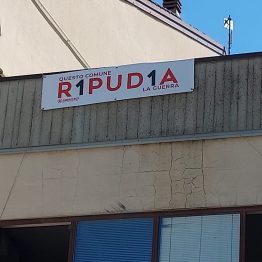 QUESTO COMUNE
R1PUD1A
LA GUERRA